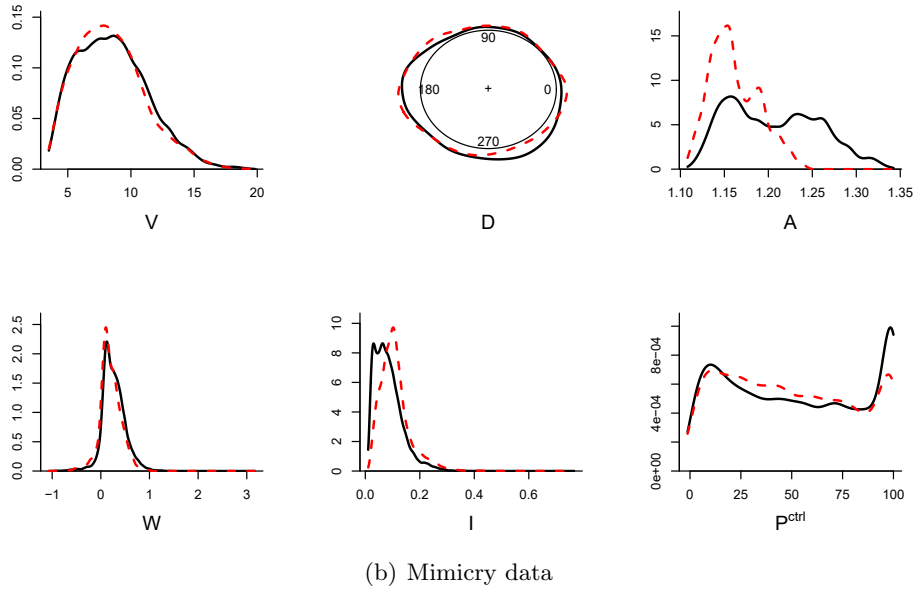 0.00 0.05 0.10 0.15
5 10 15 20
V
90
180 + 0
270
D
0 5 10 15
1.10 1.15 1.20 1.25 1.30 1.35
A
0.0 0.5 1.0 1.5 2.0 2.5
−1 0 1 2 3
W
0 2 4 6 8 10
0.0 0.2 0.4 0.6
I
0e+00 4e−04 8e−04
0 25 50 75 100
Pctrl
(b) Mimicry data